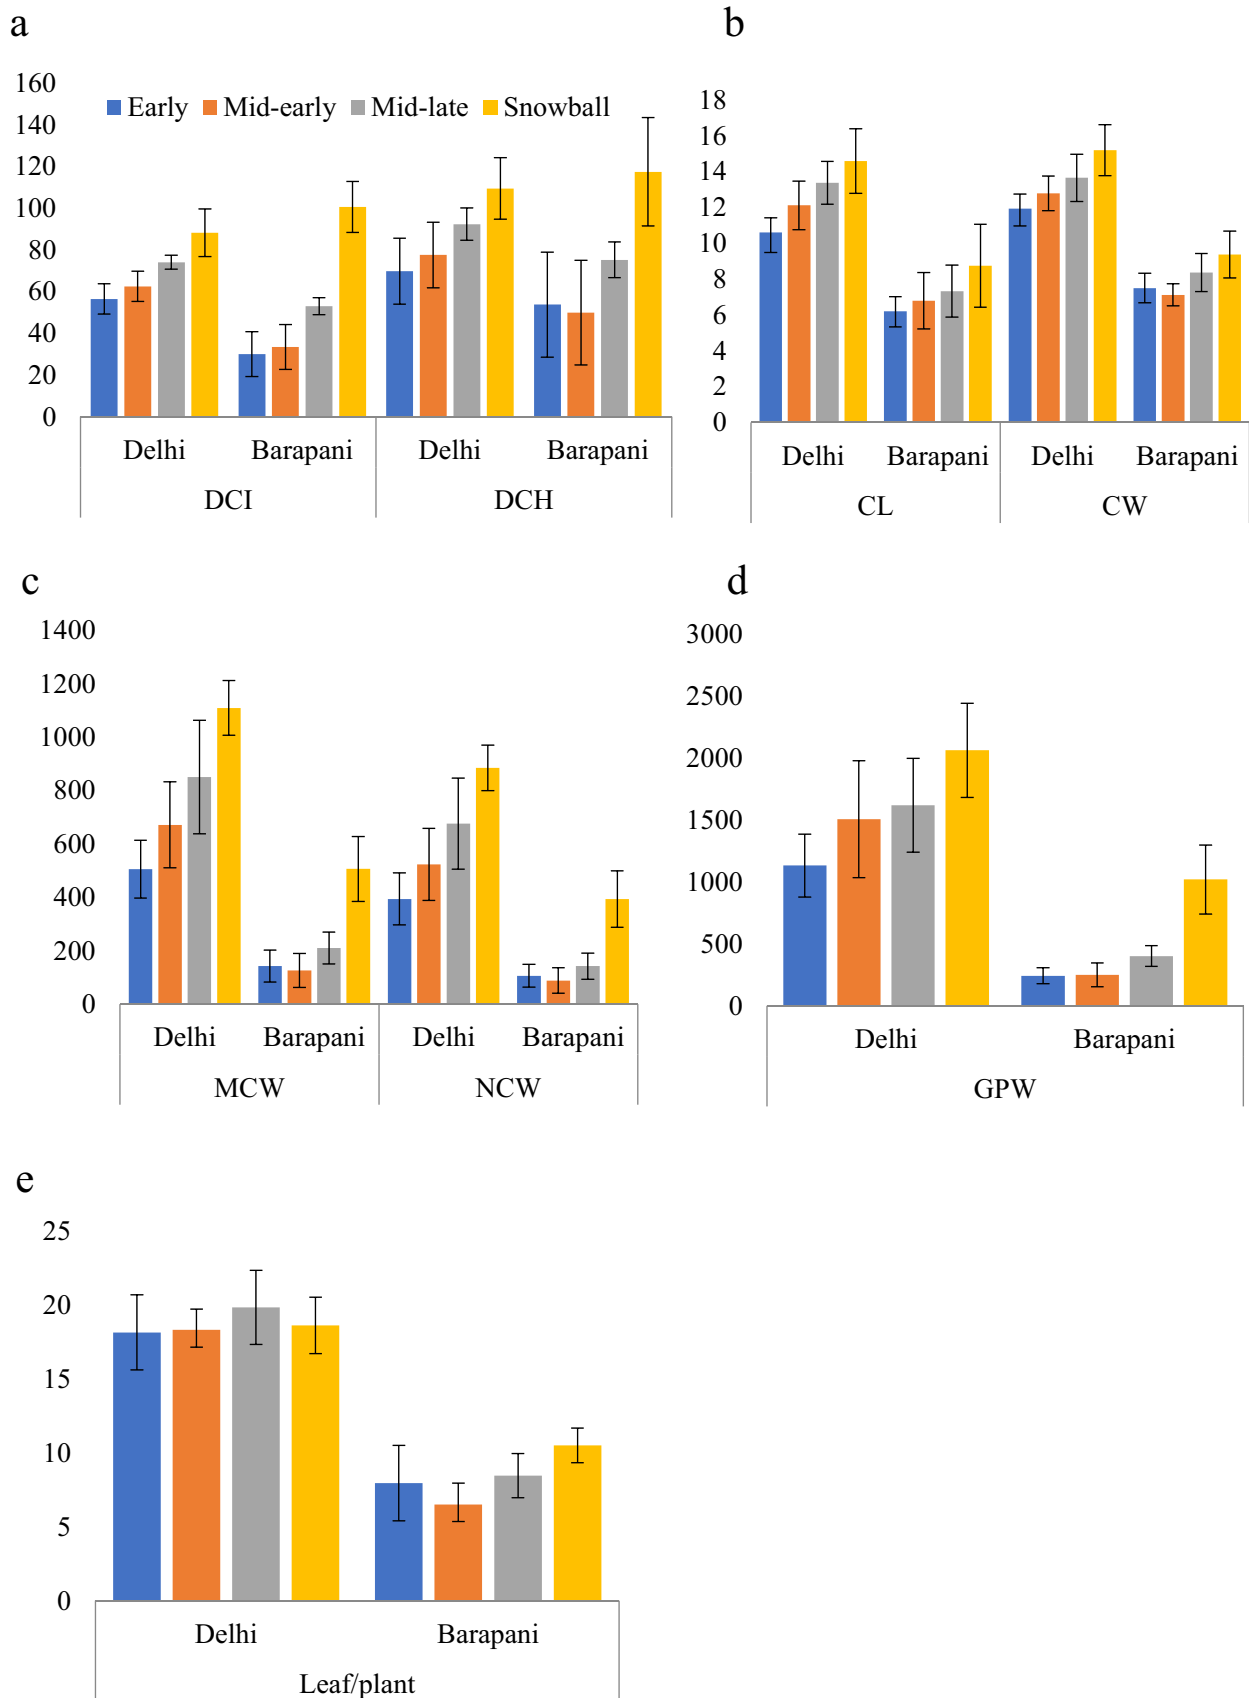 a
160
140
120
100
80
60
40
20
0
Early Mid-early Mid-late Snowball
Delhi Barapani Delhi Barapani
DCI DCH
b
18
16
14
12
10
8
6
4
2
0
Delhi Barapani Delhi Barapani
CL CW
c
1400
1200
1000
800
600
400
200
0
Delhi Barapani Delhi Barapani
MCW NCW
d
3000
2500
2000
1500
1000
500
0
Delhi Barapani
GPW
e
25
20
15
10
5
0
Delhi Barapani
Leaf/plant